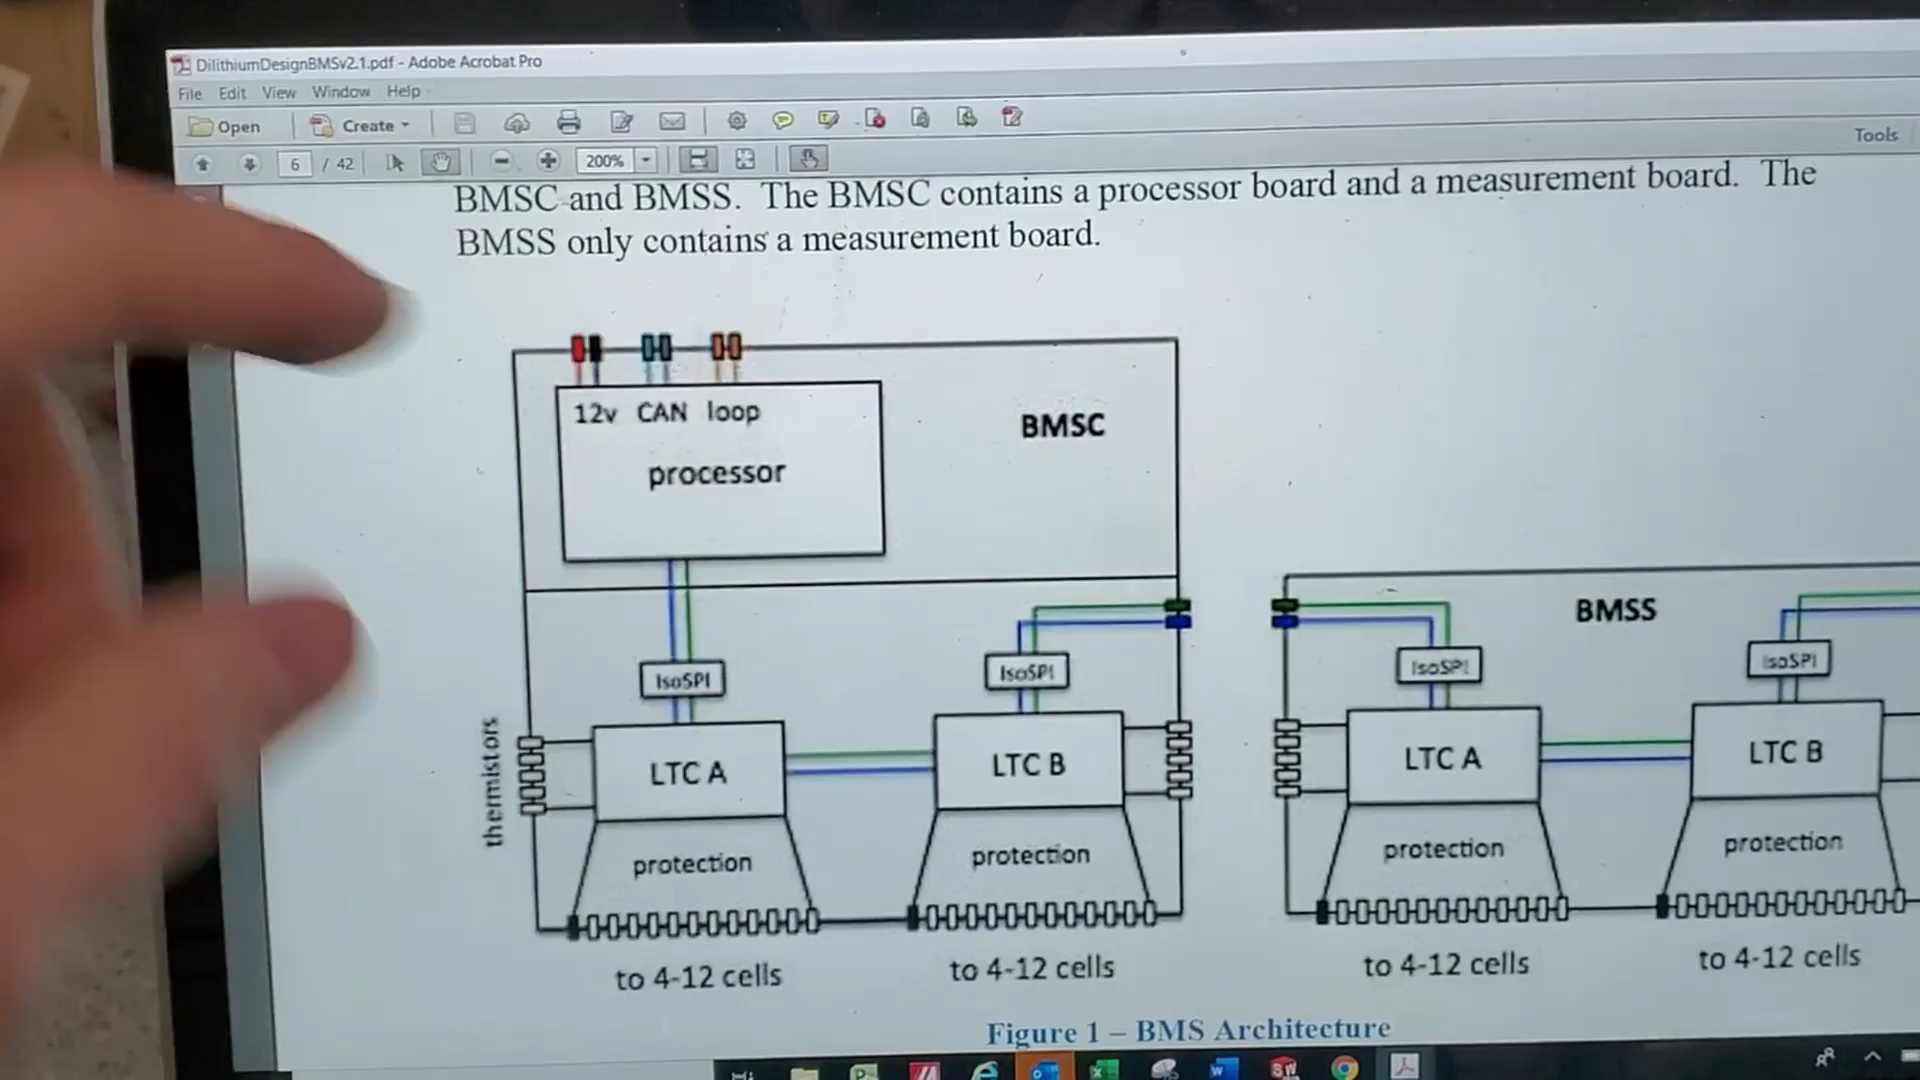 DilithiumDesignBMSv2.1.pdf - Adobe Acrobat Pro
File Edit View Window Help
Open Create
Tools
6 / 42 200%
BMSC and BMSS. The BMSC contains a processor board and a measurement board. The
BMSS only contains a measurement board.
12v CAN loop
processor
BMSC
BMSS
IsoSPI
IsoSPI
IsoSPI
IsoSPI
thermistors
LTC A
LTC B
LTC A
LTC B
protection
protection
protection
protection
to 4-12 cells
to 4-12 cells
to 4-12 cells
to 4-12 cells
Figure 1 – BMS Architecture